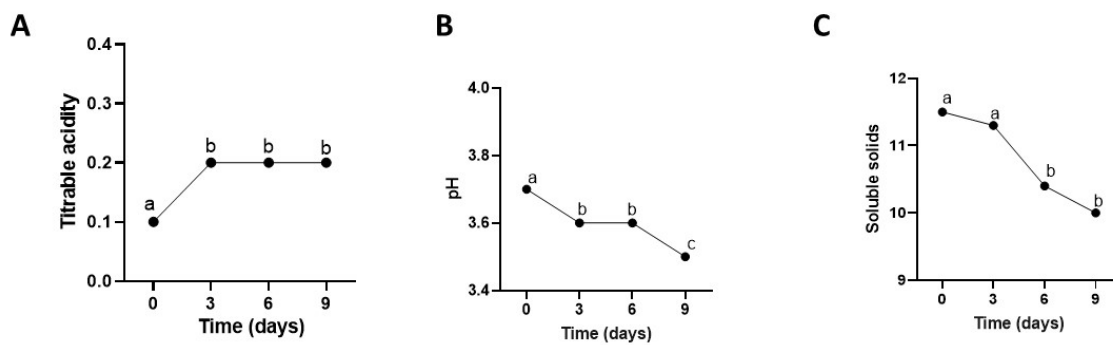 A
Titrable acidity
0.4
0.3
0.2
0.1
0.0
a
b
b
b
0
3
6
9
Time (days)
B
pH
4.0
3.8
3.6
3.4
a
b
b
c
0
3
6
9
Time (days)
C
Soluble solids
12
11
10
9
a
a
b
b
0
3
6
9
Time (days)